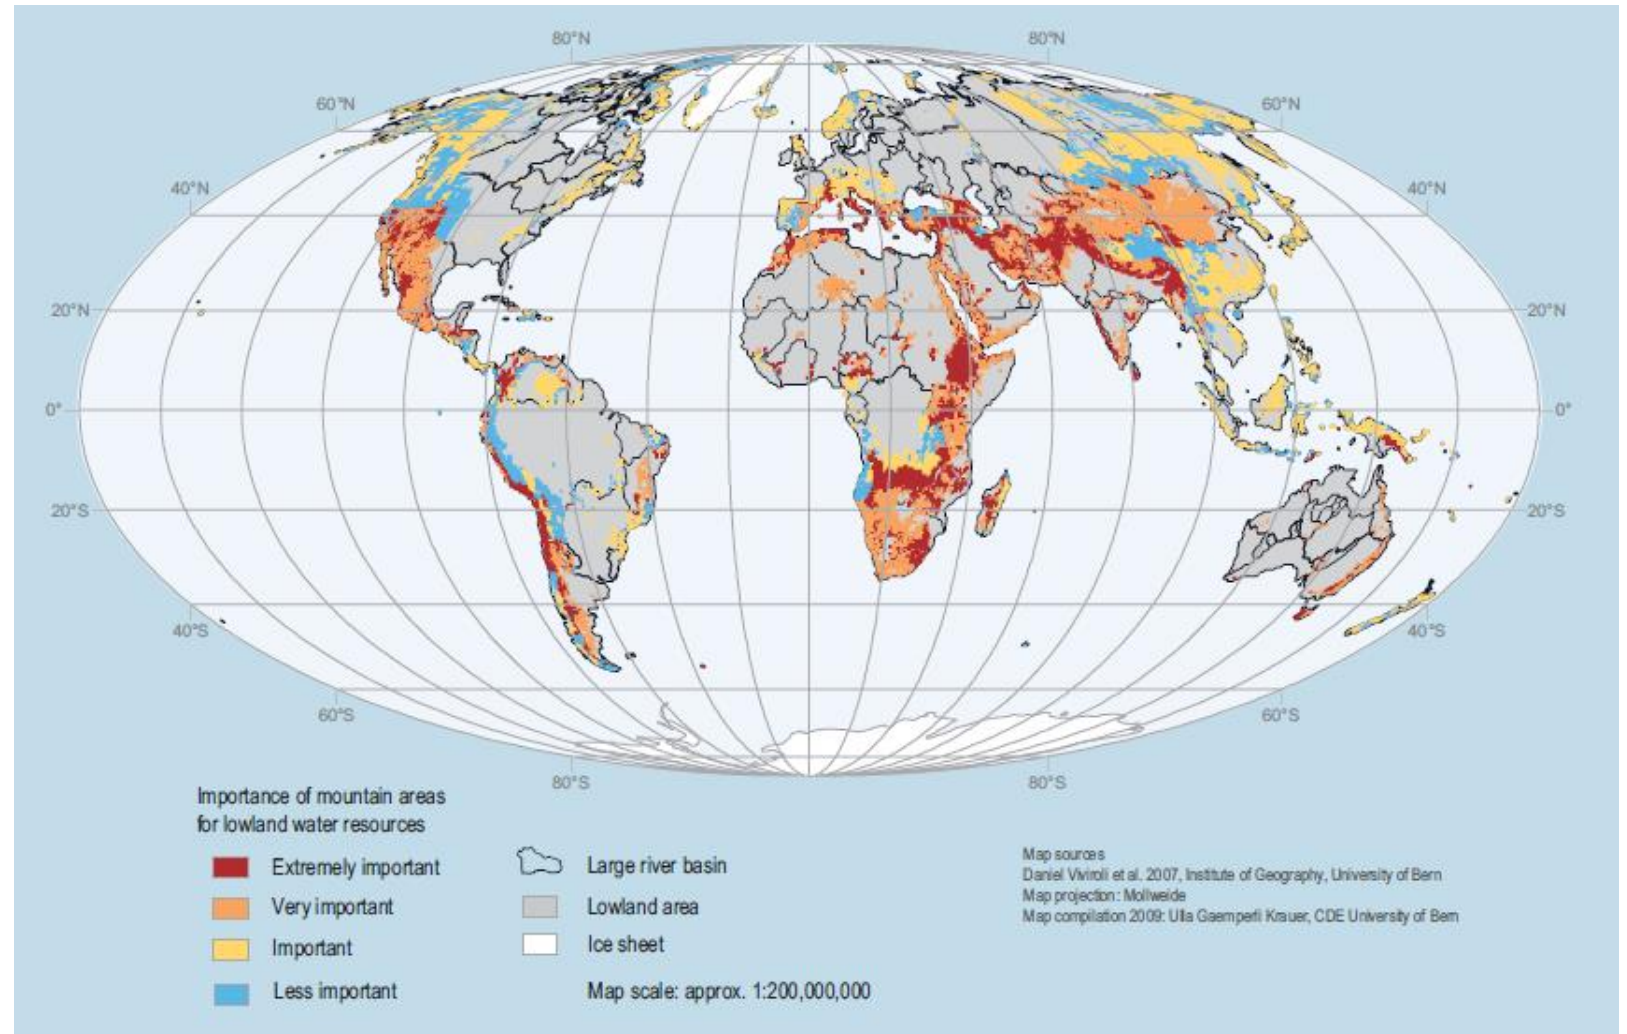 80°N
80°N
60°N
60°N
40°N
40°N
20°N
20°N
0°
0°
20°S
20°S
40°S
40°S
60°S
60°S
80°S
80°S
Importance of mountain areas
for lowland water resources
Extremely important
Very important
Important
Less important
Large river basin
Lowland area
Ice sheet
Map scale: approx. 1:200,000,000
Map sources
Daniel Viviroli et al. 2007, Institute of Geography, University of Bern
Map projection: Mollweide
Map compilation 2009: Ulla Gaemperli Krauer, CDE University of Bern